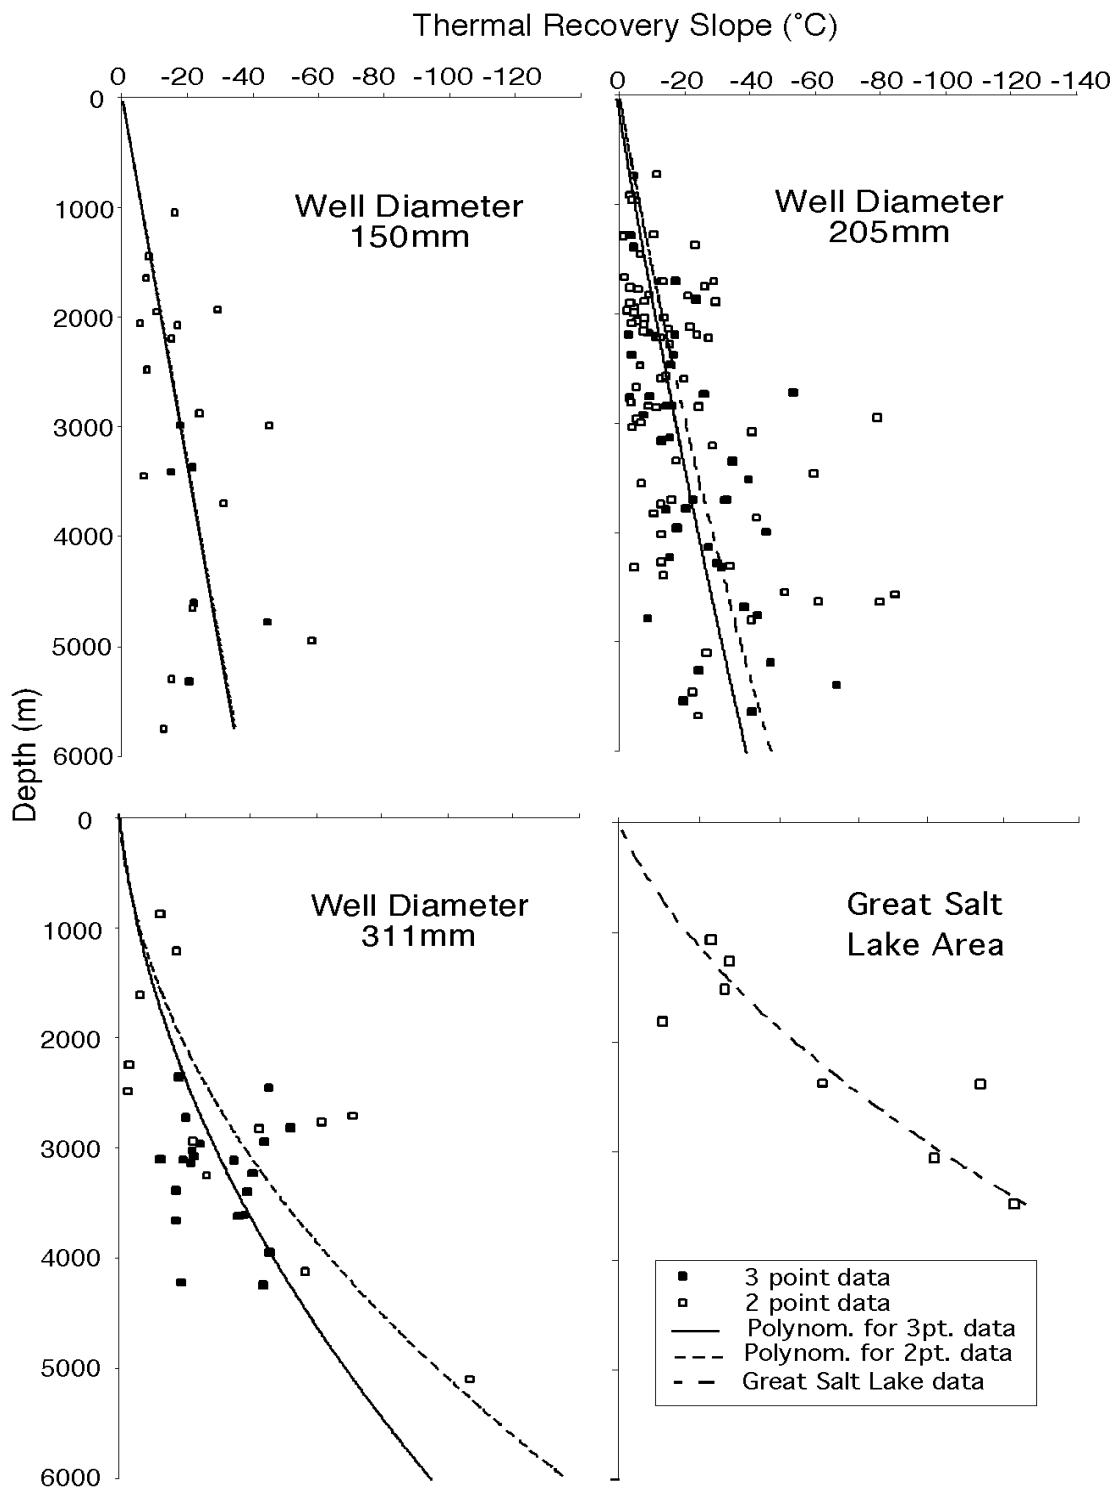 Thermal Recovery Slope (°C)
0 -20 -40 -60 -80 -100 -120
0 -20 -40 -60 -80 -100 -120 -140
0
1000
2000
3000
4000
5000
6000
Well Diameter
150mm
Well Diameter
205mm
Depth (m)
0
1000
2000
3000
4000
5000
6000
Well Diameter
311mm
Great Salt
Lake Area
3 point data
2 point data
Polynom. for 3pt. data
Polynom. for 2pt. data
Great Salt Lake data